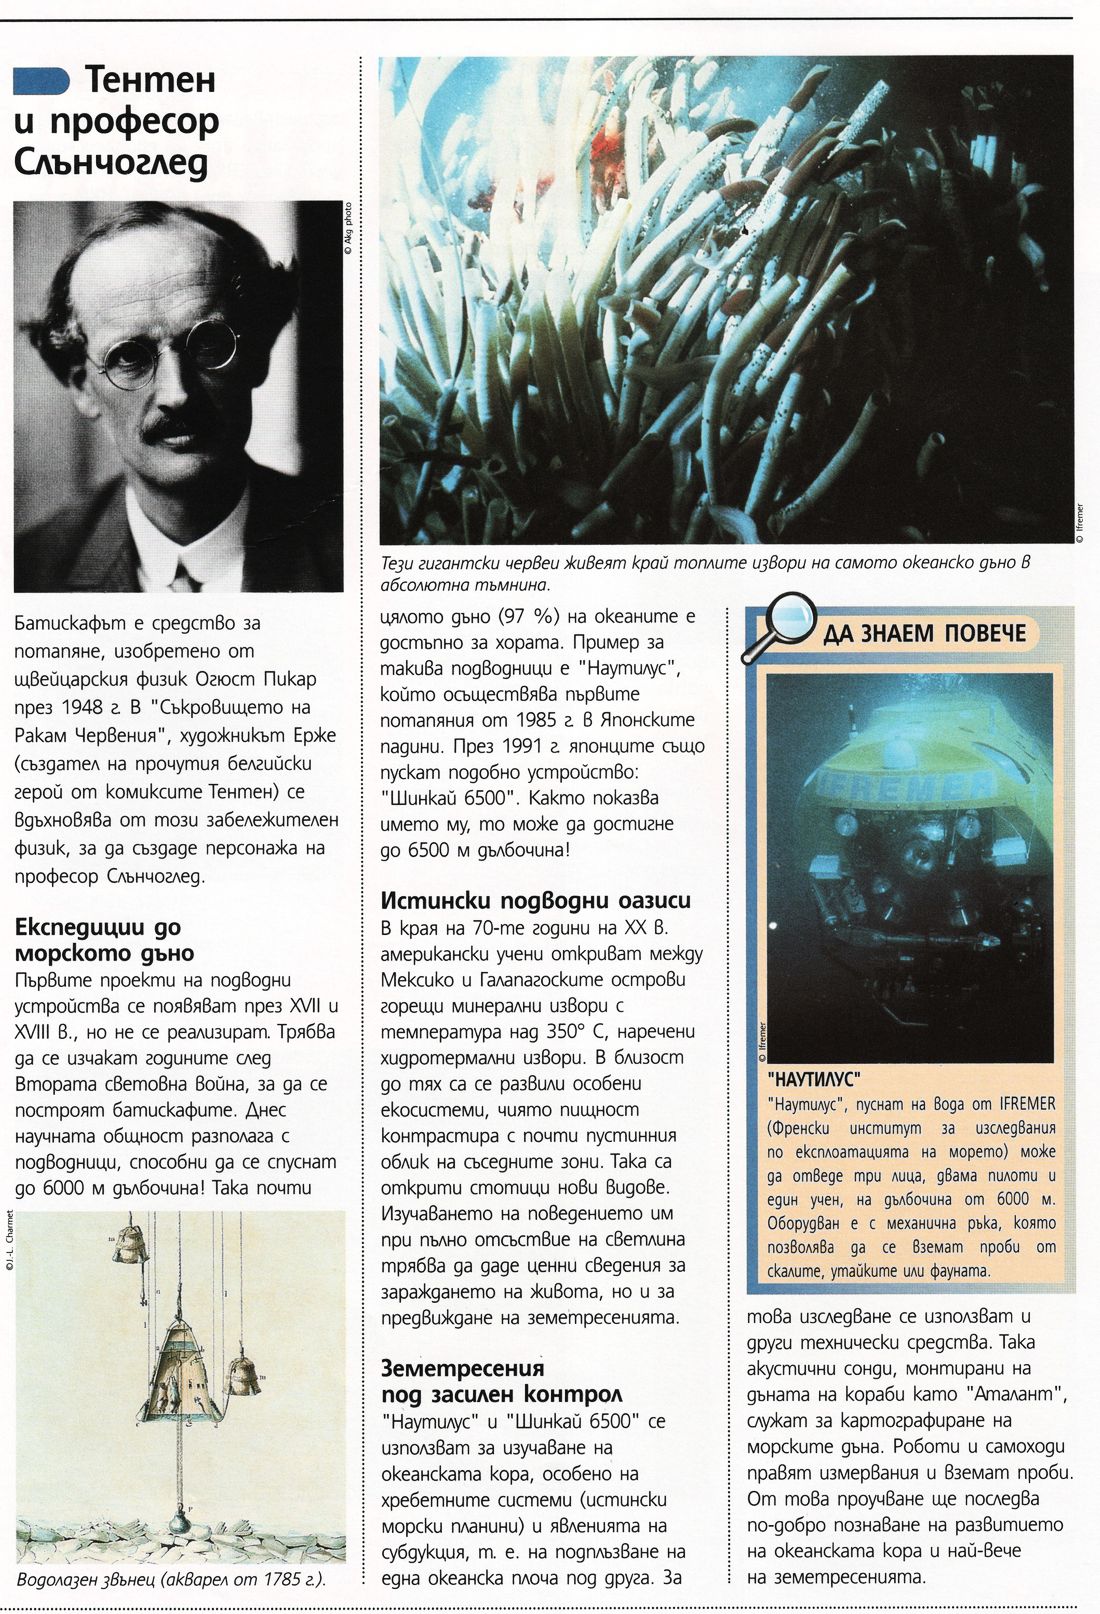 Тентен
и професор
Слънчоглед
© Akg photo
Батискафът е средство за
потапяне, изобретено от
щвейцарския физик Огюст Пикар
през 1948 г. В "Съкровището на
Ракам Червения", художникът Ерже
(създател на прочутия белгийски
герой от комиксите Тентен) се
вдъхновява от този забележителен
физик, за да създаде персонажа на
професор Слънчоглед.
Експедиции до
морското дъно
Първите проекти на подводни
устройства се появяват през XVII и
XVIII в., но не се реализират. Трябва
да се изчакат годините след
Втората световна война, за да се
построят батискафите. Днес
научната общност разполага с
подводници, способни да се спуснат
до 6000 м дълбочина! Така почти
©J.-L. Charmet
Водолазен звънец (акварел от 1785 г.).
© Ifremer
Тези гигантски червеи живеят край топлите извори на самото океанско дъно в
абсолютна тъмнина.
цялото дъно (97 %) на океаните е
достъпно за хората. Пример за
такива подводници е "Наутилус",
който осъществява първите
потапяния от 1985 г. в Японските
падини. През 1991 г. японците също
пускат подобно устройство:
"Шинкай 6500". Както показва
името му, то може да достигне
до 6500 м дълбочина!
Истински подводни оазиси
В края на 70-те години на XX в.
американски учени откриват между
Мексико и Галапагоските острови
горещи минерални извори с
температура над 350° С, наречени
хидротермални извори. В близост
до тях са се развили особени
екосистеми, чиято пищност
контрастира с почти пустинния
облик на съседните зони. Така са
открити стотици нови видове.
Изучаването на поведението им
при пълно отсъствие на светлина
трябва да даде ценни сведения за
зараждането на живота, но и за
предвиждане на земетресенията.
Земетресения
под засилен контрол
"Наутилус" и "Шинкай 6500" се
използват за изучаване на
океанската кора, особено на
хребетните системи (истински
морски планини) и явленията на
субдукция, т. е. на подплъзване на
една океанска плоча под друга. За
ДА ЗНАЕМ ПОВЕЧЕ
IFREMER
© Ifremer
"НАУТИЛУС"
"Наутилус", пуснат на вода от IFREMER
(Френски институт за изследвания
по експлоатацията на морето) може
да отведе три лица, двама пилоти и
един учен, на дълбочина от 6000 м.
Оборудван е с механична ръка, която
позволява да се вземат проби от
скалите, утайките или фауната.
това изследване се използват и
други технически средства. Така
акустични сонди, монтирани на
дъната на кораби като "Аталант",
служат за картографиране на
морските дъна. Роботи и самоходи
правят измервания и вземат проби.
От това проучване ще последва
по-добро познаване на развитието
на океанската кора и най-вече
на земетресенията.